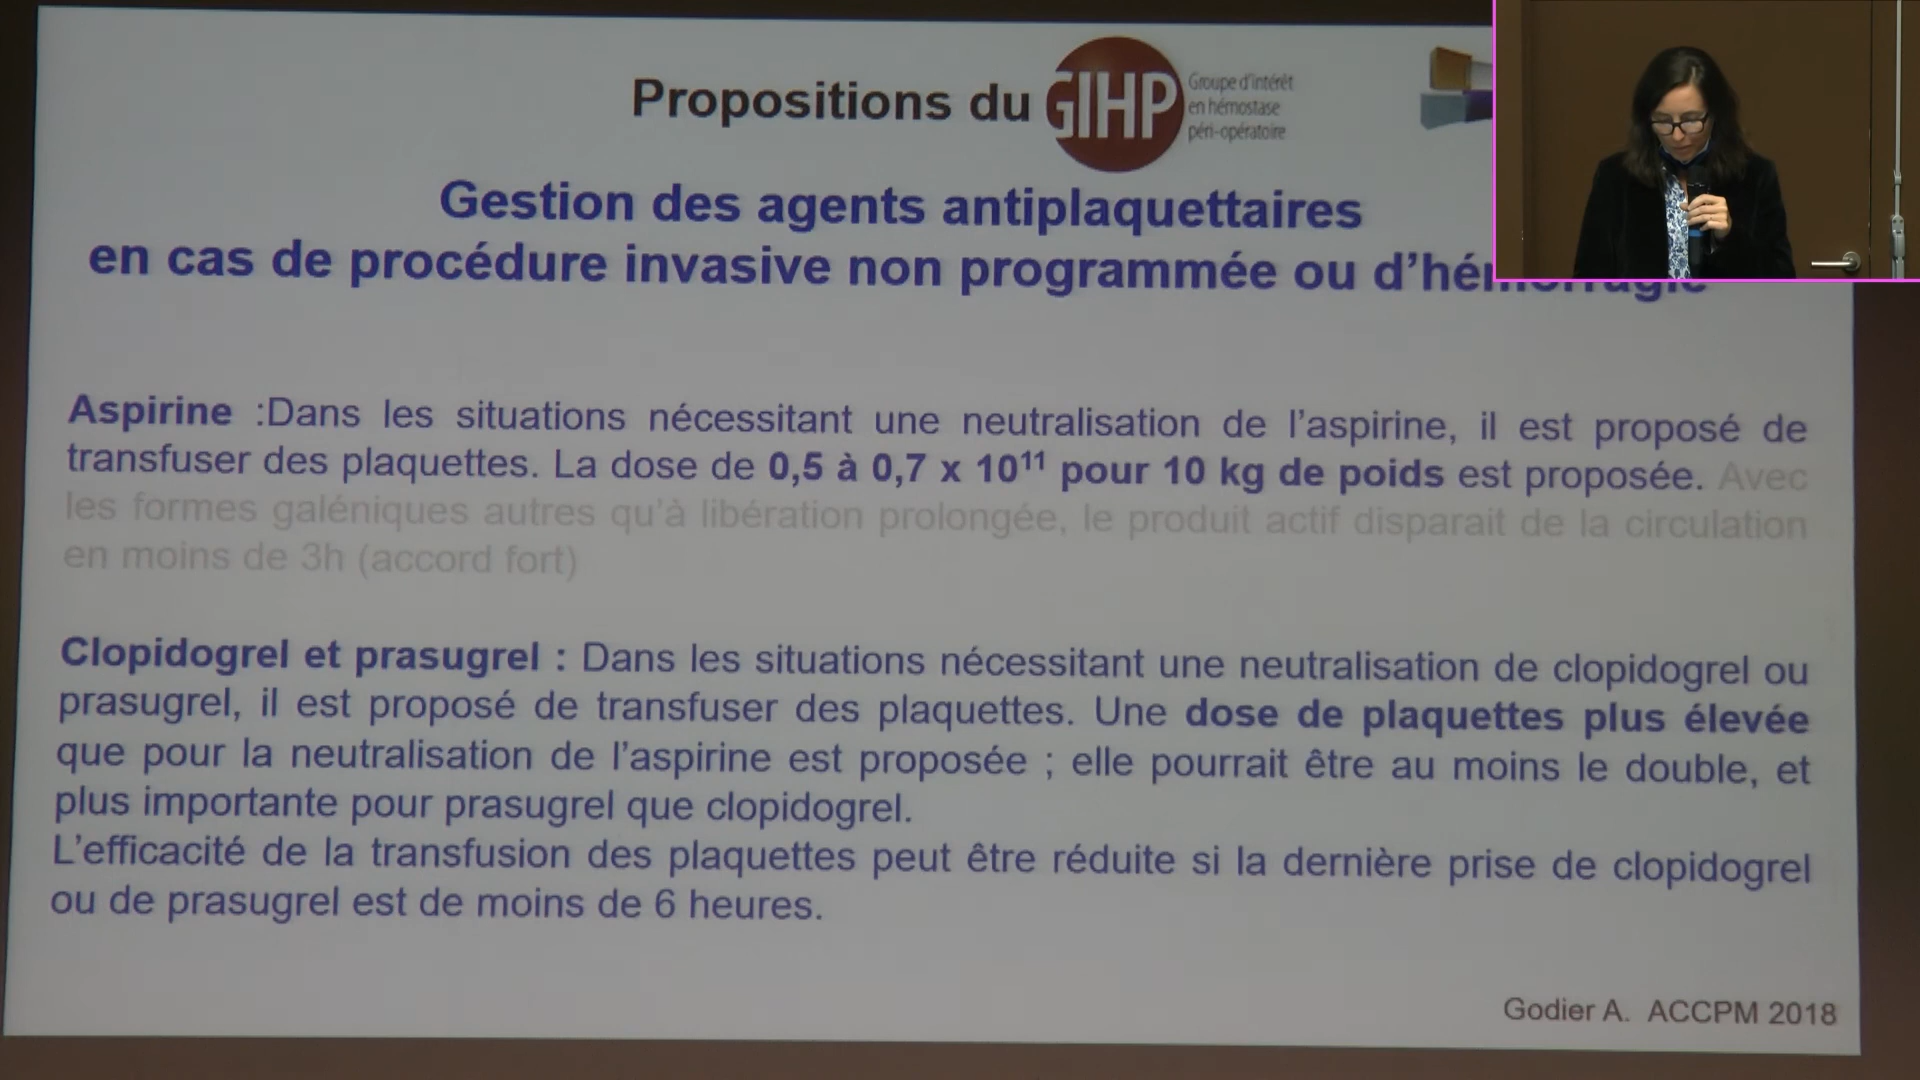 Propositions du GIHP
Groupe d'intérêt
en hémostase
péri-opératoire
Gestion des agents antiplaquettaires
en cas de procédure invasive non programmée ou d'hémorragie
Aspirine :Dans les situations nécessitant une neutralisation de l'aspirine, il est proposé de
transfuser des plaquettes. La dose de 0,5 à 0,7 x 10¹¹ pour 10 kg de poids est proposée. Avec
les formes galéniques autres qu'à libération prolongée, le produit actif disparait de la circulation
en moins de 3h (accord fort)
Clopidogrel et prasugrel : Dans les situations nécessitant une neutralisation de clopidogrel ou
prasugrel, il est proposé de transfuser des plaquettes. Une dose de plaquettes plus élevée
que pour la neutralisation de l'aspirine est proposée ; elle pourrait être au moins le double, et
plus importante pour prasugrel que clopidogrel.
L'efficacité de la transfusion des plaquettes peut être réduite si la dernière prise de clopidogrel
ou de prasugrel est de moins de 6 heures.
Godier A. ACCPM 2018